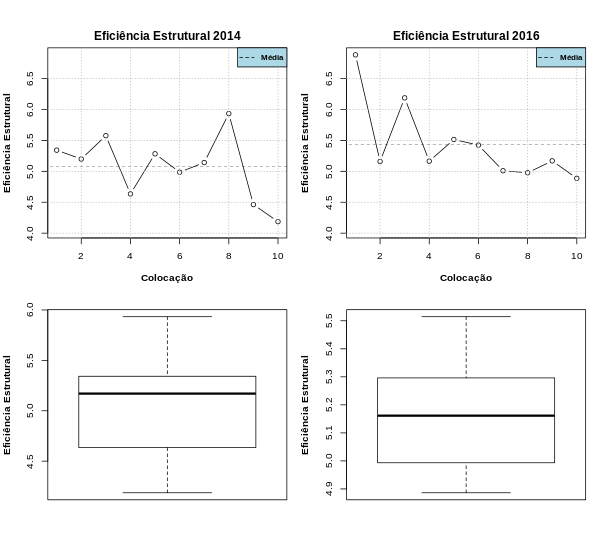 Eficiência Estrutural 2014
Média
Eficiência Estrutural
4.0 4.5 5.0 5.5 6.0 6.5
2 4 6 8 10
Colocação
Eficiência Estrutural 2016
Média
Eficiência Estrutural
4.0 4.5 5.0 5.5 6.0 6.5
2 4 6 8 10
Colocação
Eficiência Estrutural
4.5 5.0 5.5 6.0
Eficiência Estrutural
4.9 5.0 5.1 5.2 5.3 5.4 5.5